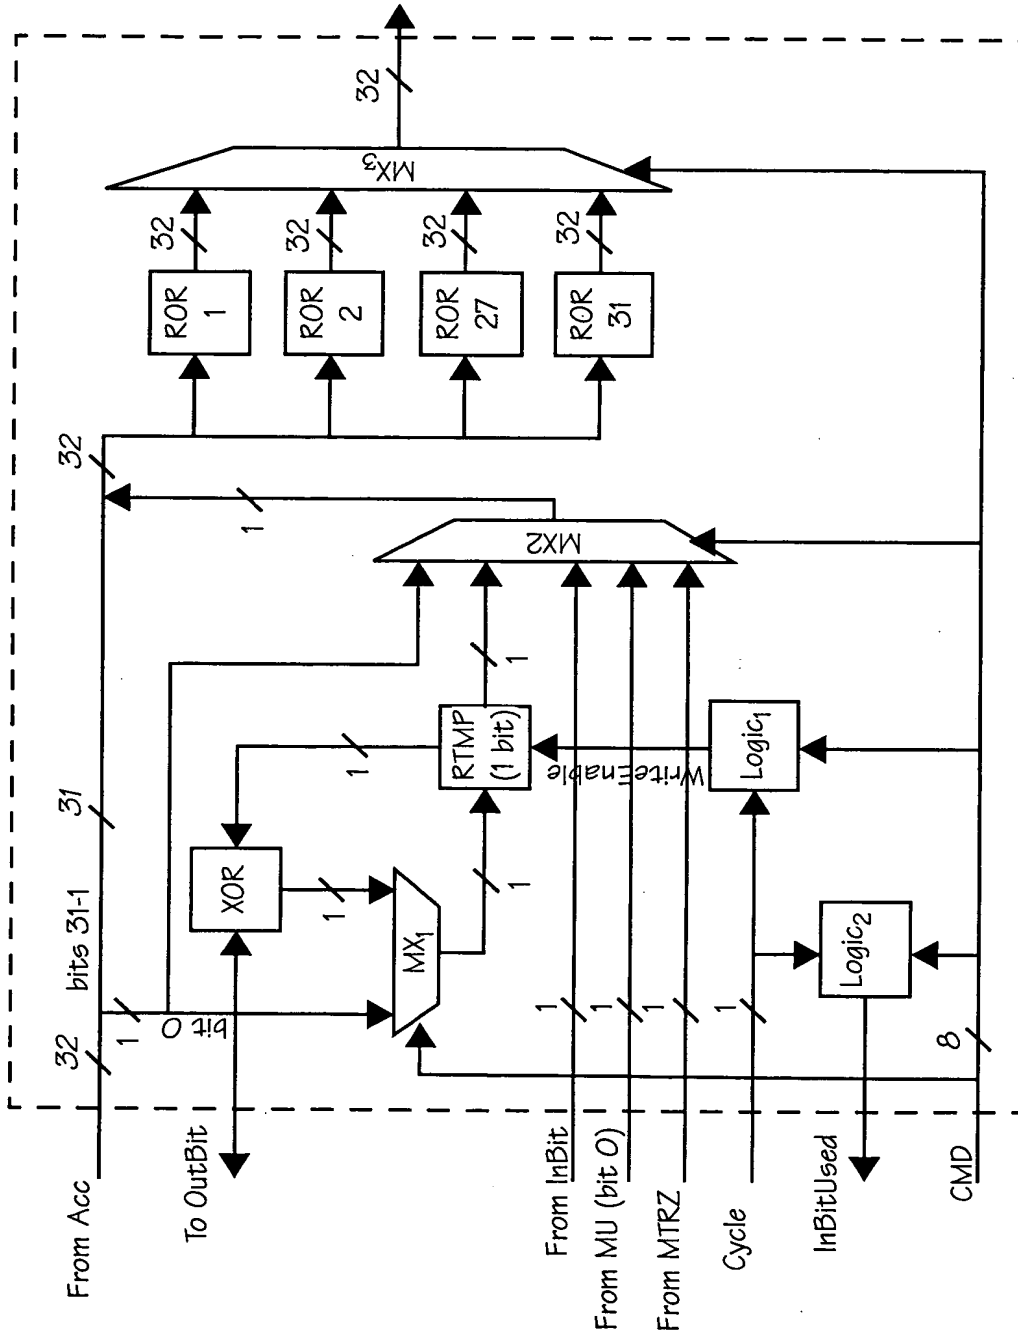 32
MX3
32
32
32
32
ROR
1
ROR
2
ROR
27
ROR
31
32
1
MX2
31
1
1
RTMP
(1 bit)
WriteEnable
Logic1
XOR
1
1
bits 31-1
MX1
Logic2
32
1
bit 0
1
1
1
1
8
From Acc
To OutBit
From InBit
From MU (bit 0)
From MTRZ
Cycle
InBitUsed
CMD